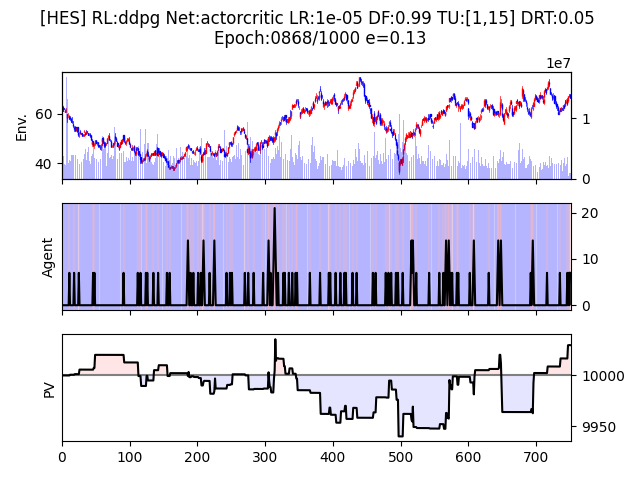 [HES] RL:ddpg Net:actorcritic LR:1e-05 DF:0.99 TU:[1,15] DRT:0.05
Epoch:0868/1000 e=0.13
1e7
Env.
60
40
1
0
Agent
20
10
0
PV
10000
9950
0 100 200 300 400 500 600 700